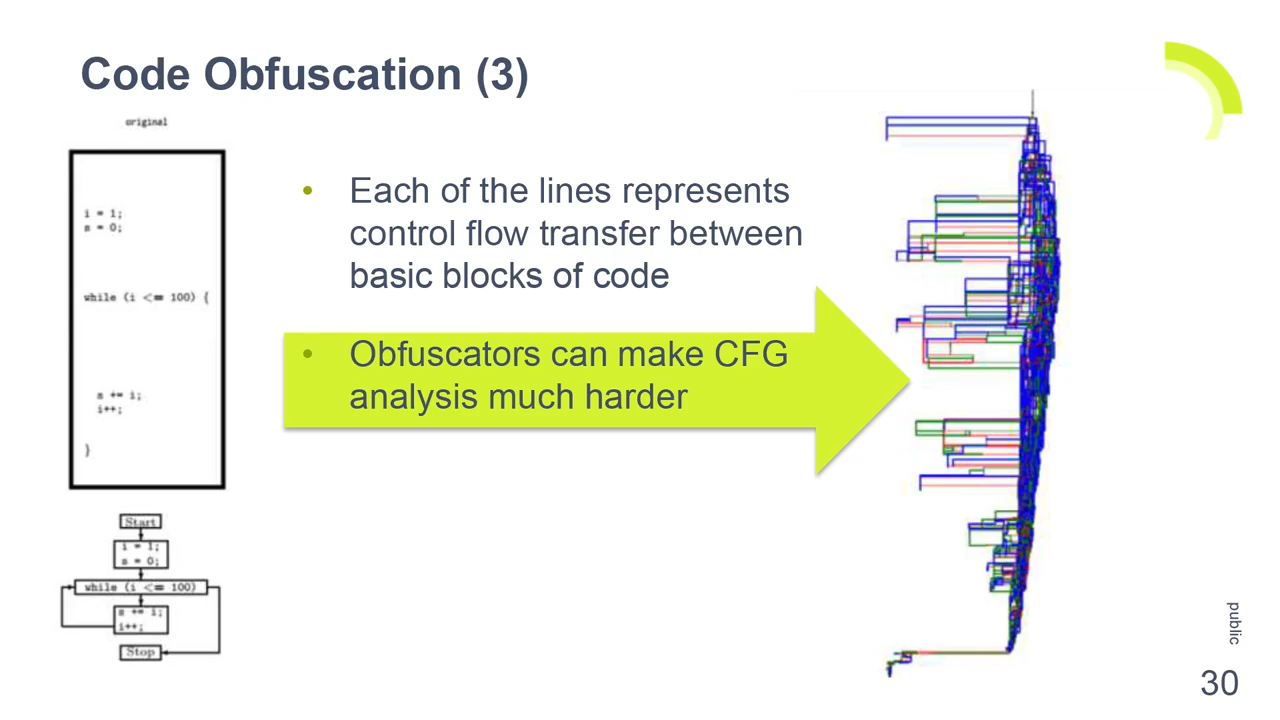 Code Obfuscation (3)
original
i = 1;
s = 0;
while (i <= 100) {
s += i;
i++;
}
Start
i = 1;
s = 0;
while (i <= 100)
s += i;
i++;
Stop
• Each of the lines represents
control flow transfer between
basic blocks of code
• Obfuscators can make CFG
analysis much harder
public
30